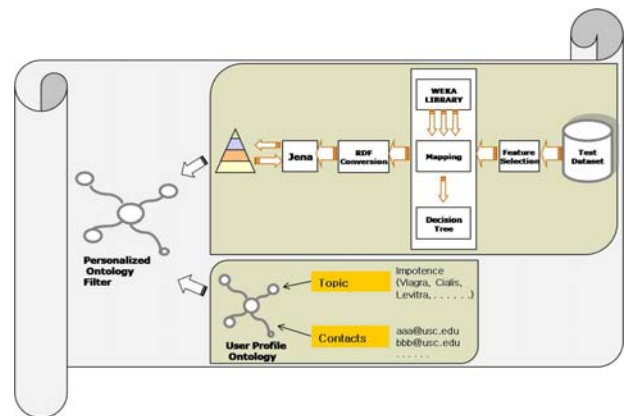 WEKA
LIBRARY
Jena
RDF
Conversion
Mapping
Feature
Selection
Test
Dataset
Decision
Tree
Personalized
Ontology
Filter
Topic
Impotence
(Viagra, Cialis,
Levitra, . . . . . .)
Contacts
aaa@usc.edu
bbb@usc.edu
. . . . . .
User Profile
Ontology